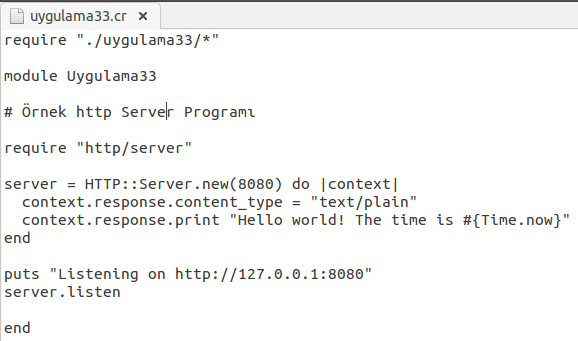 uygulama33.cr ×
require "./uygulama33/*"
module Uygulama33
# Örnek http Server Programı
require "http/server"
server = HTTP::Server.new(8080) do |context|
  context.response.content_type = "text/plain"
  context.response.print "Hello world! The time is #{Time.now}"
end
puts "Listening on http://127.0.0.1:8080"
server.listen
end